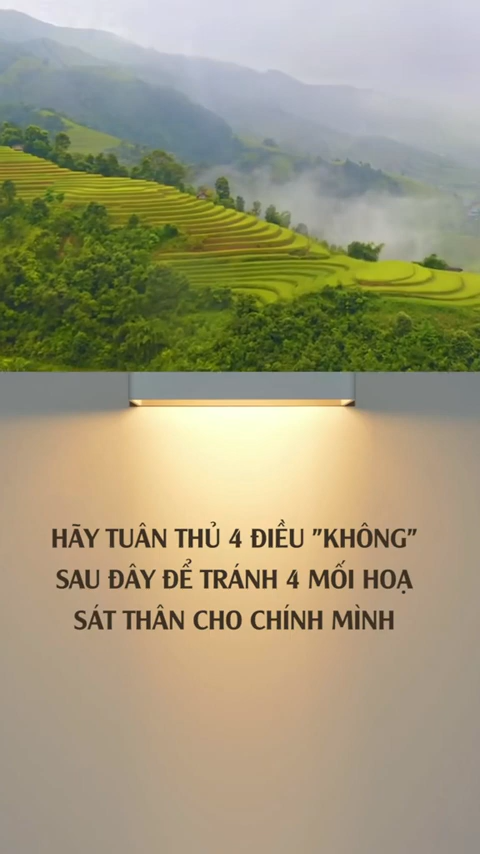 HÃY TUÂN THỦ 4 ĐIỀU "KHÔNG"
SAU ĐÂY ĐỂ TRÁNH 4 MỐI HOẠ
SÁT THÂN CHO CHÍNH MÌNH